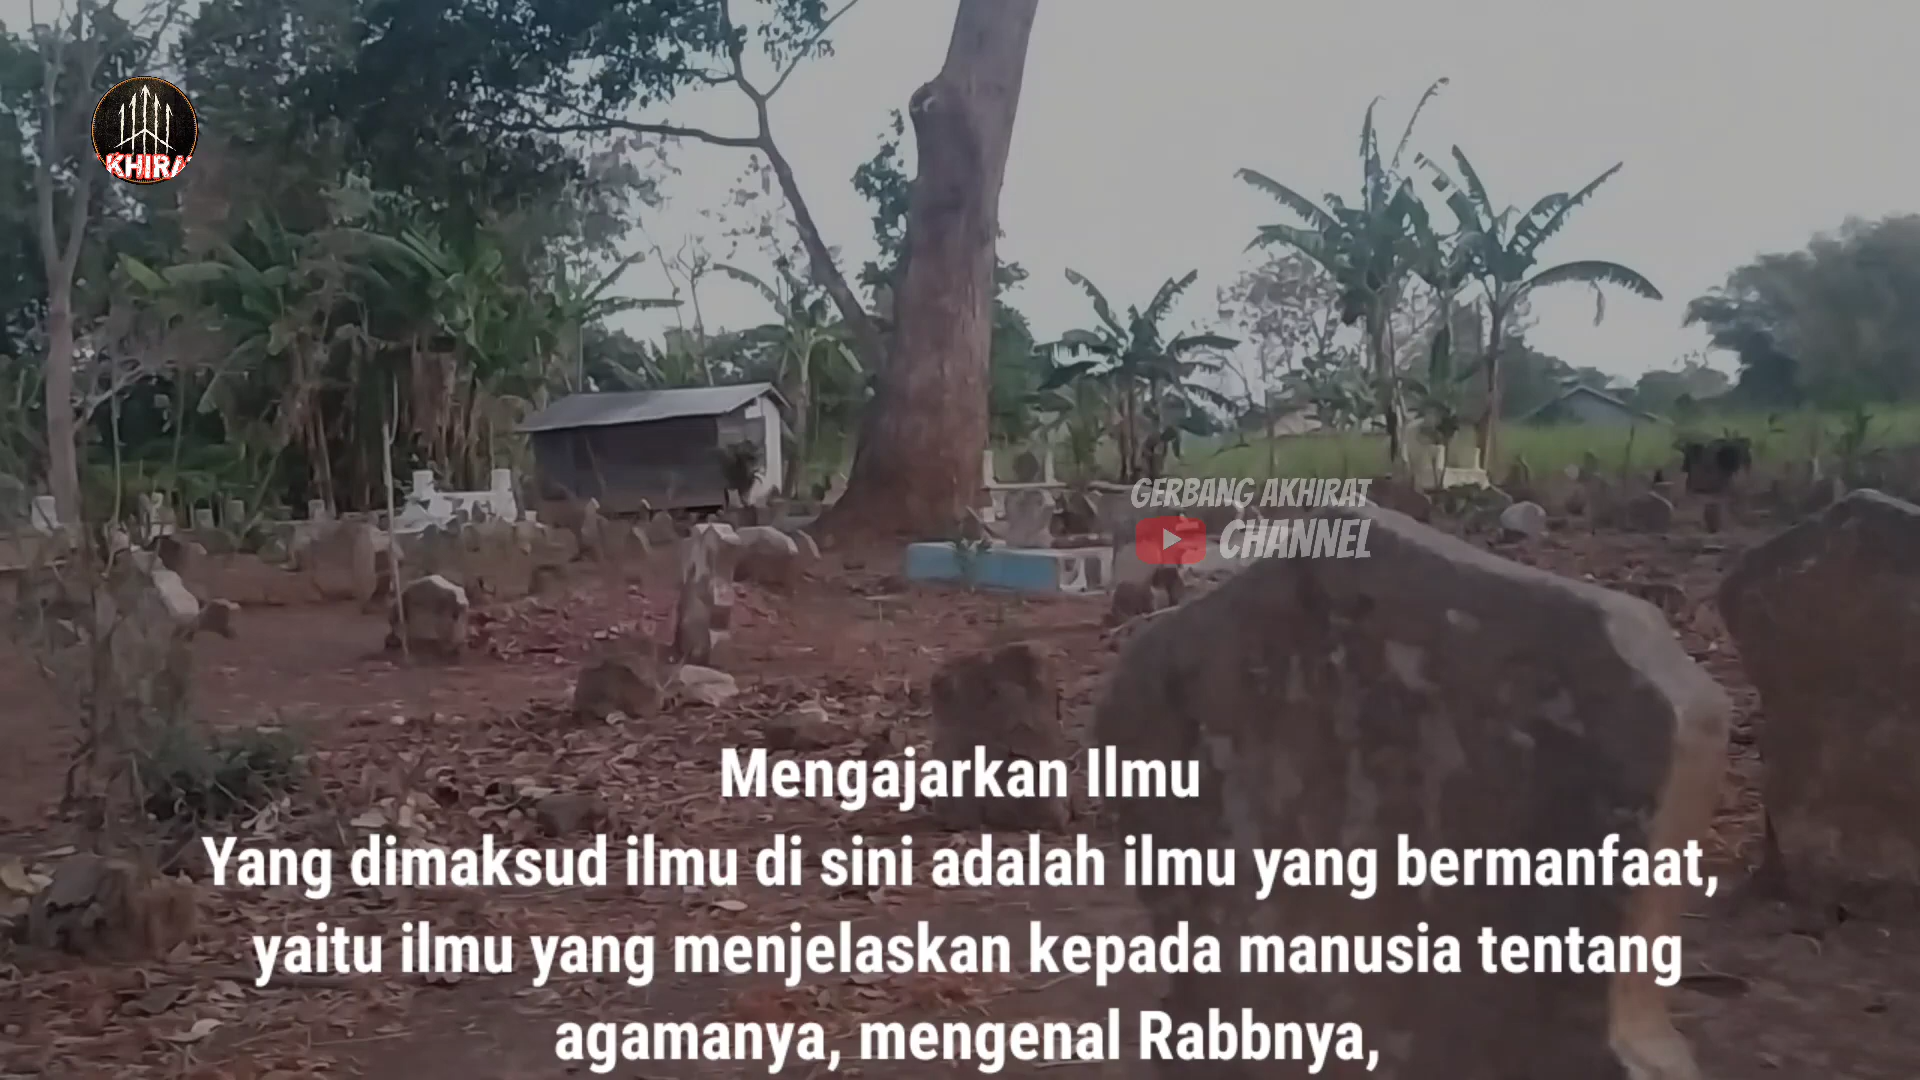 KHIRA
GERBANG AKHIRAT
CHANNEL
Mengajarkan Ilmu
Yang dimaksud ilmu di sini adalah ilmu yang bermanfaat,
yaitu ilmu yang menjelaskan kepada manusia tentang
agamanya, mengenal Rabbnya,